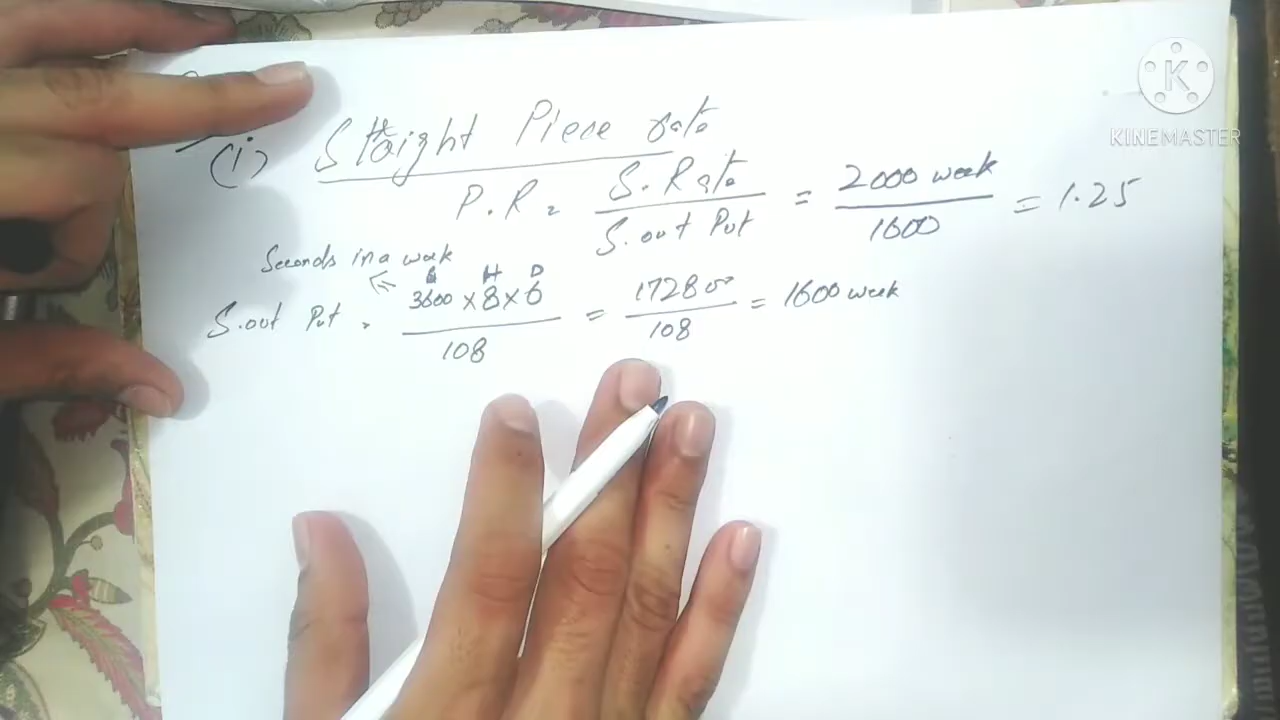 (i) Straight Piece rate
P.R = S.Rate / S.out Put = 2000 week / 1600 = 1.25
Seconds in a week
S H D
S.out Put = 3600 × 8 × 6 / 108 = 172800 / 108 = 1600 week
K
KINEMASTER